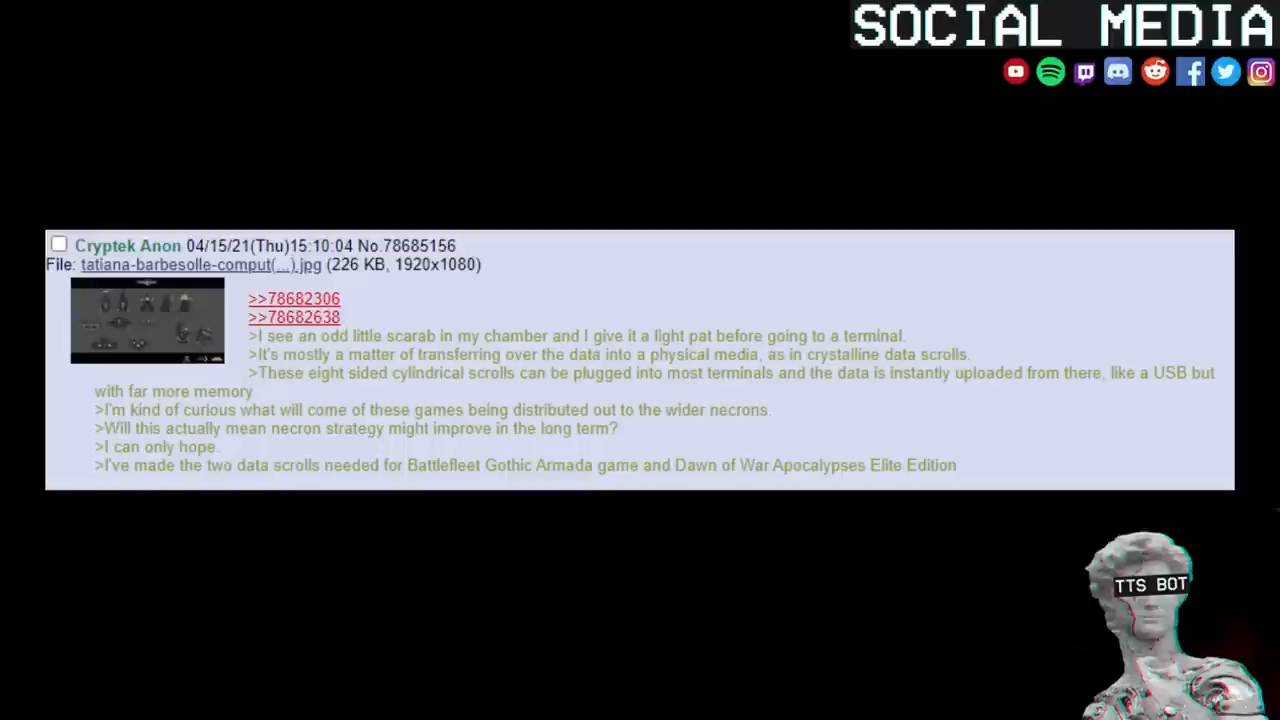 SOCIAL MEDIA
Cryptek Anon 04/15/21(Thu)15:10:04 No.78685156
File: tatiana-barbesolle-comput(...).jpg (226 KB, 1920x1080)
>>78682306
>>78682638
>I see an odd little scarab in my chamber and I give it a light pat before going to a terminal.
>It's mostly a matter of transferring over the data into a physical media, as in crystalline data scrolls.
>These eight sided cylindrical scrolls can be plugged into most terminals and the data is instantly uploaded from there, like a USB but
with far more memory
>I'm kind of curious what will come of these games being distributed out to the wider necrons.
>Will this actually mean necron strategy might improve in the long term?
>I can only hope.
>I've made the two data scrolls needed for Battlefleet Gothic Armada game and Dawn of War Apocalypses Elite Edition
TTS BOT